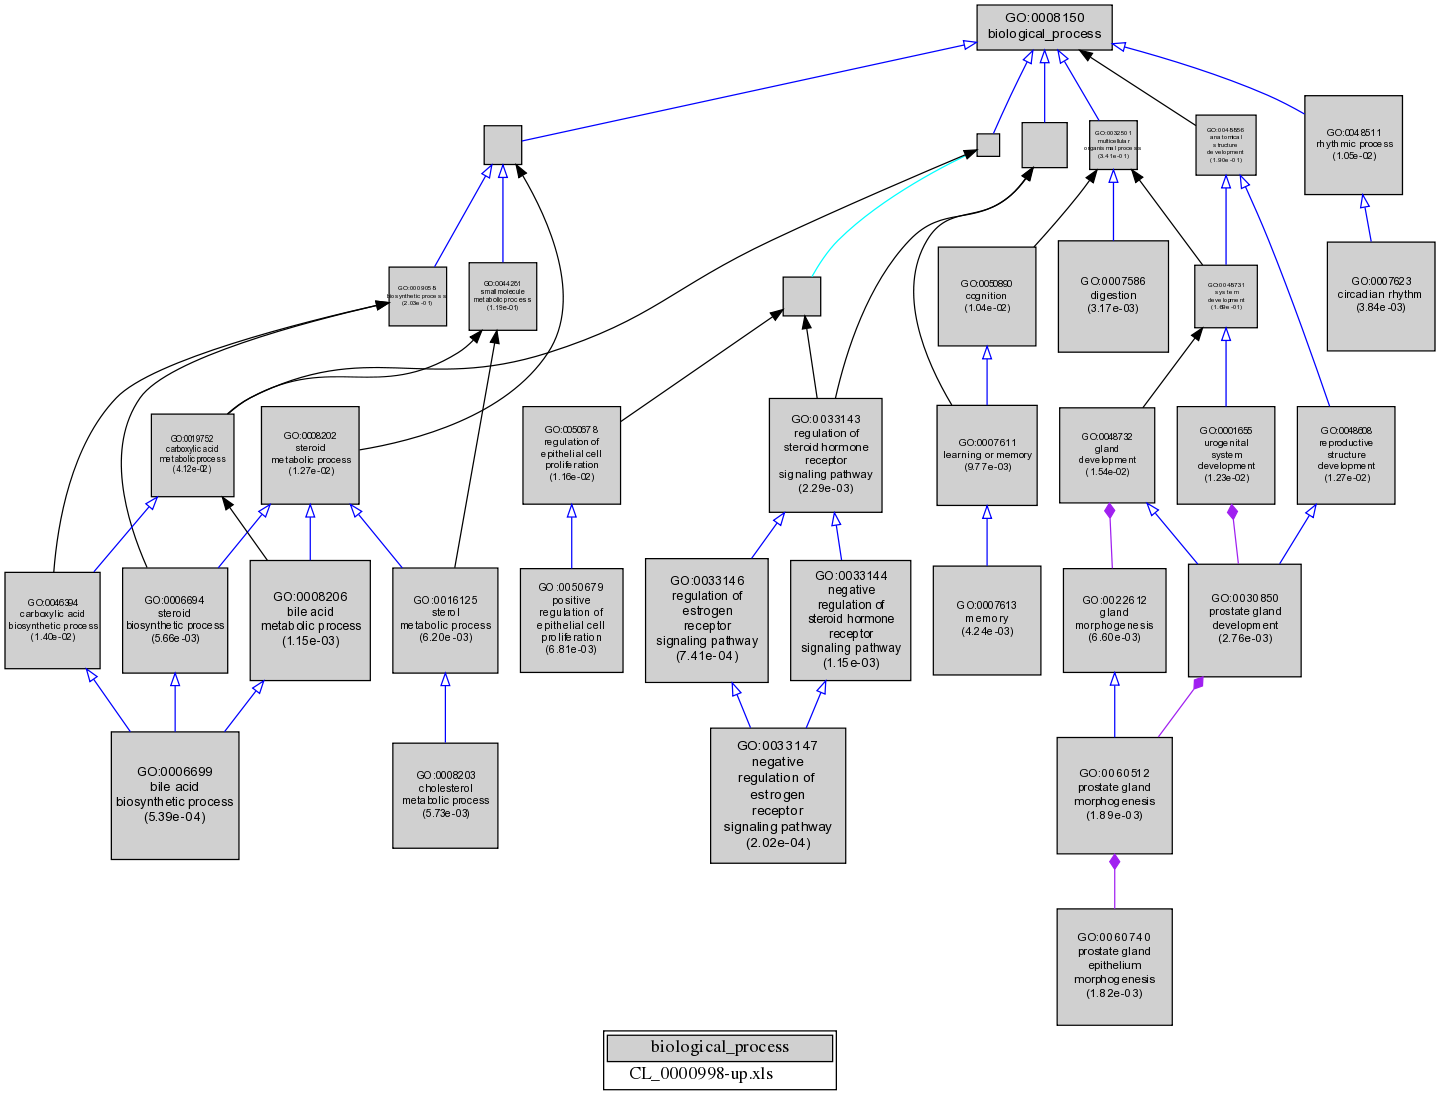 GO:0008150
biological_process
GO:0032501
multicellular
organismal process
(3.41e-01)
GO:0048856
anatomical
structure
development
(1.90e-01)
GO:0048511
rhythmic process
(1.05e-02)
GO:0009058
biosynthetic process
(2.03e-01)
GO:0044281
small molecule
metabolic process
(1.19e-01)
GO:0050890
cognition
(1.04e-02)
GO:0007586
digestion
(3.17e-03)
GO:0048731
system
development
(1.69e-01)
GO:0007623
circadian rhythm
(3.84e-03)
GO:0019752
carboxylic acid
metabolic process
(4.12e-02)
GO:0008202
steroid
metabolic process
(1.27e-02)
GO:0050678
regulation of
epithelial cell
proliferation
(1.16e-02)
GO:0033143
regulation of
steroid hormone
receptor
signaling pathway
(2.29e-03)
GO:0007611
learning or memory
(9.77e-03)
GO:0048732
gland
development
(1.54e-02)
GO:0001655
urogenital
system
development
(1.23e-02)
GO:0048608
reproductive
structure
development
(1.27e-02)
GO:0046394
carboxylic acid
biosynthetic process
(1.40e-02)
GO:0006694
steroid
biosynthetic process
(5.66e-03)
GO:0008206
bile acid
metabolic process
(1.15e-03)
GO:0016125
sterol
metabolic process
(6.20e-03)
GO:0050679
positive
regulation of
epithelial cell
proliferation
(6.81e-03)
GO:0033146
regulation of
estrogen
receptor
signaling pathway
(7.41e-04)
GO:0033144
negative
regulation of
steroid hormone
receptor
signaling pathway
(1.15e-03)
GO:0007613
memory
(4.24e-03)
GO:0022612
gland
morphogenesis
(6.60e-03)
GO:0030850
prostate gland
development
(2.76e-03)
GO:0006699
bile acid
biosynthetic process
(5.39e-04)
GO:0008203
cholesterol
metabolic process
(5.73e-03)
GO:0033147
negative
regulation of
estrogen
receptor
signaling pathway
(2.02e-04)
GO:0060512
prostate gland
morphogenesis
(1.89e-03)
GO:0060740
prostate gland
epithelium
morphogenesis
(1.82e-03)
biological_process
CL_0000998-up.xls